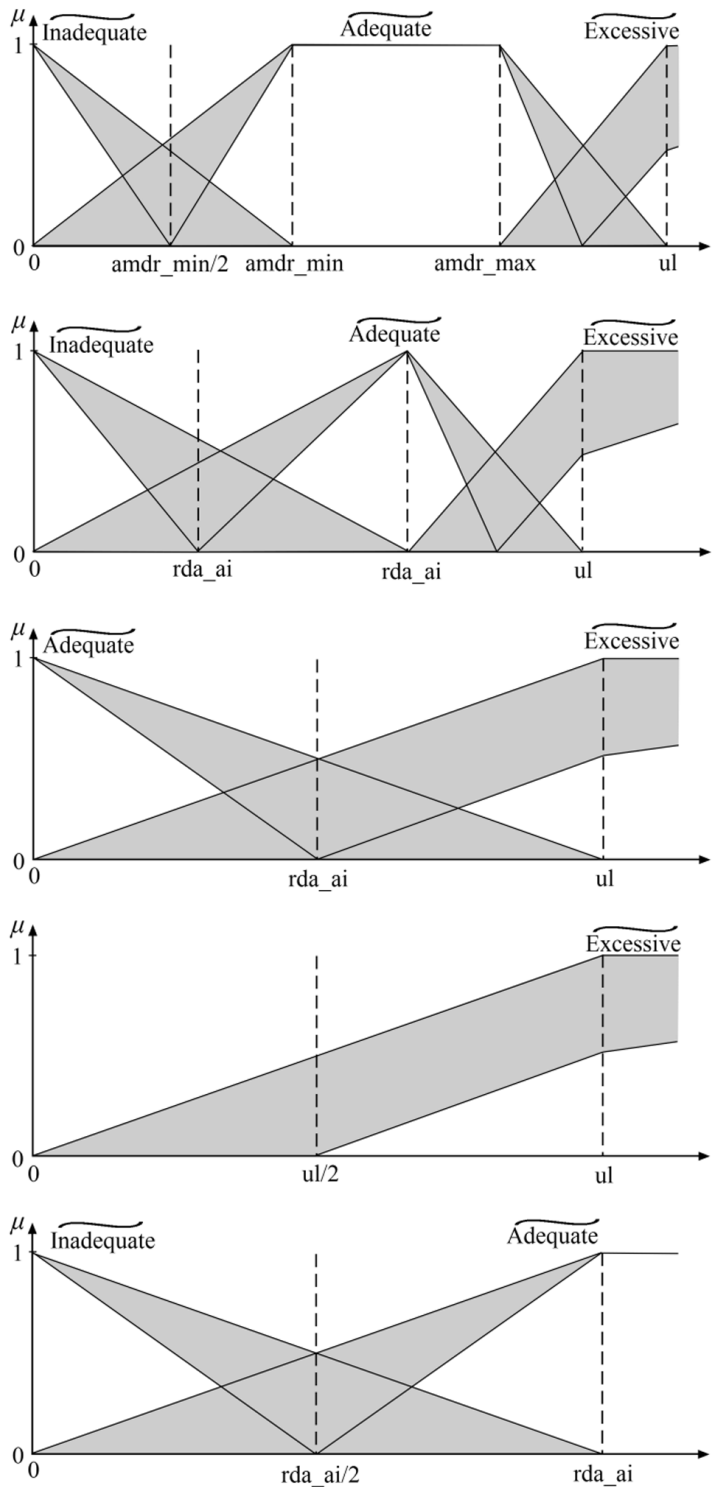 μ
Inadequate Adequate Excessive
1
0
0 amdr_min/2 amdr_min amdr_max ul
μ
Inadequate Adequate Excessive
1
0
0 rda_ai rda_ai ul
μ
Adequate Excessive
1
0
0 rda_ai ul
μ
Excessive
1
0
0 ul/2 ul
μ
Inadequate Adequate
1
0
0 rda_ai/2 rda_ai